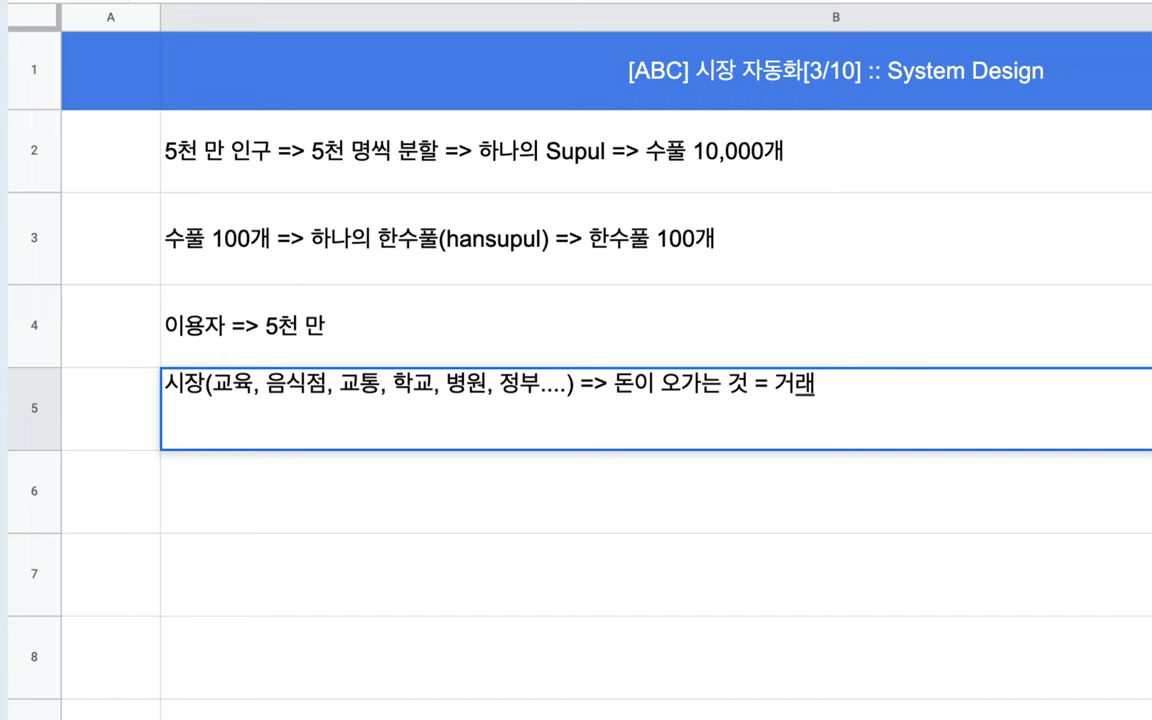 A
B
1
[ABC] 시장 자동화[3/10] :: System Design
2
5천 만 인구 => 5천 명씩 분할 => 하나의 Supul => 수풀 10,000개
3
수풀 100개 => 하나의 한수풀(hansupul) => 한수풀 100개
4
이용자 => 5천 만
5
시장(교육, 음식점, 교통, 학교, 병원, 정부....) => 돈이 오가는 것 = 거래
6
7
8